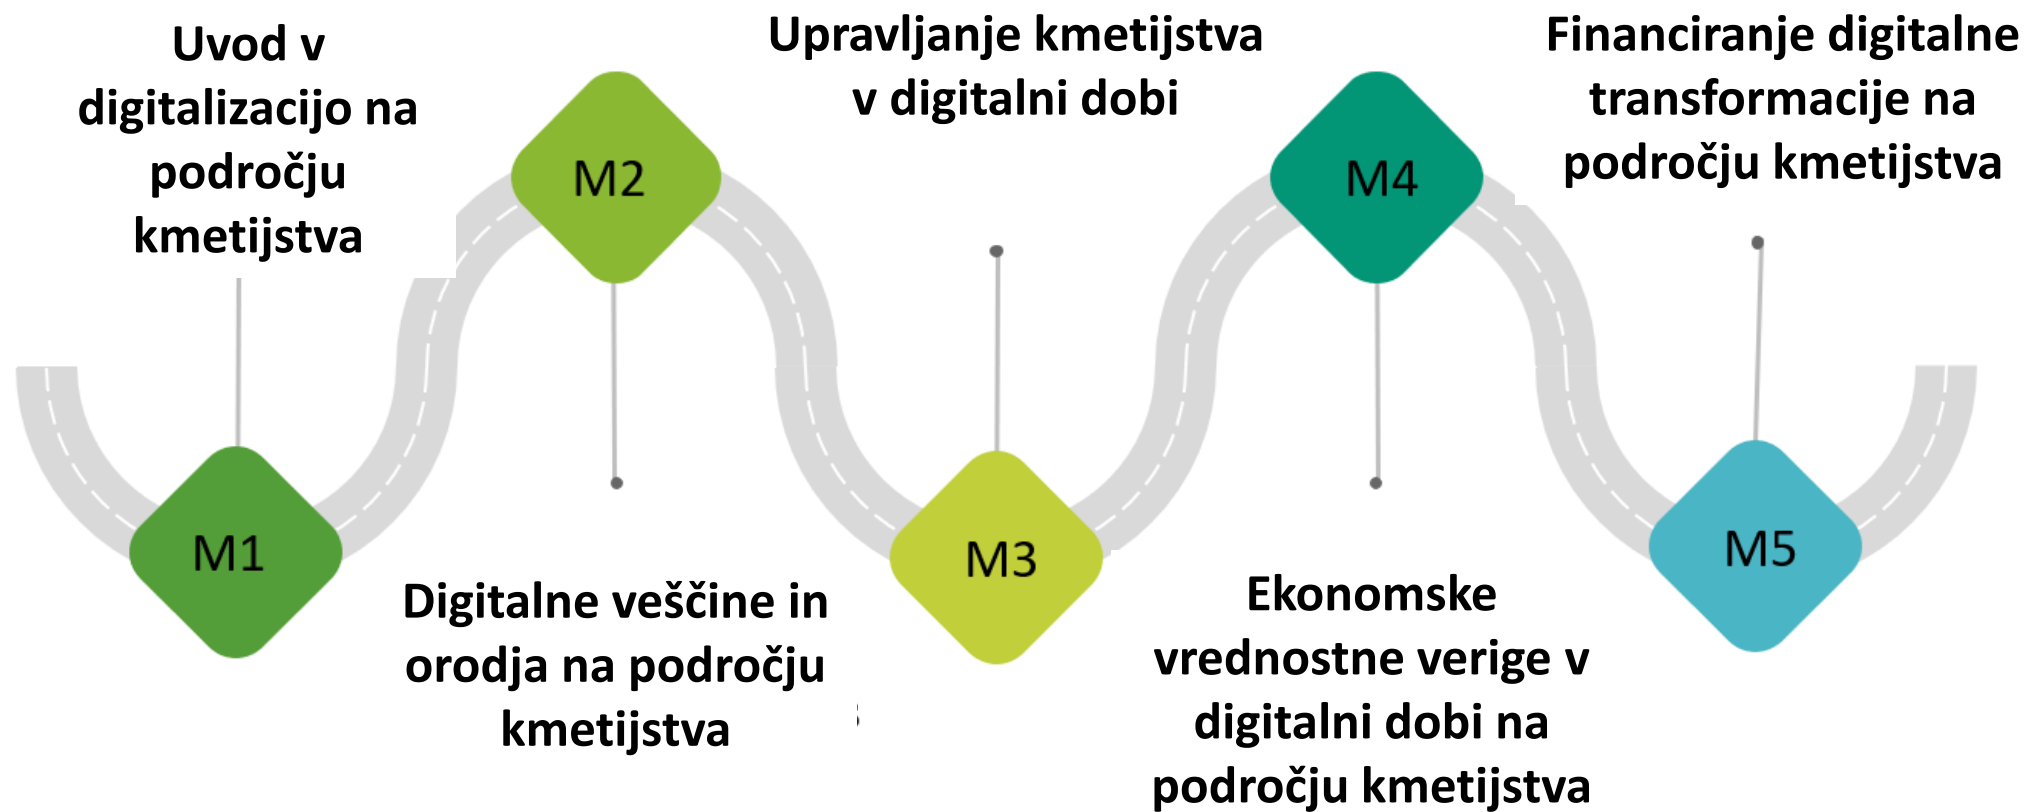 Uvod v
digitalizacijo na
področju
kmetijstva
M1
M2
Digitalne veščine in
orodja na področju
kmetijstva
Upravljanje kmetijstva
v digitalni dobi
M3
M4
Ekonomske
vrednostne verige v
digitalni dobi na
področju kmetijstva
Financiranje digitalne
transformacije na
področju kmetijstva
M5